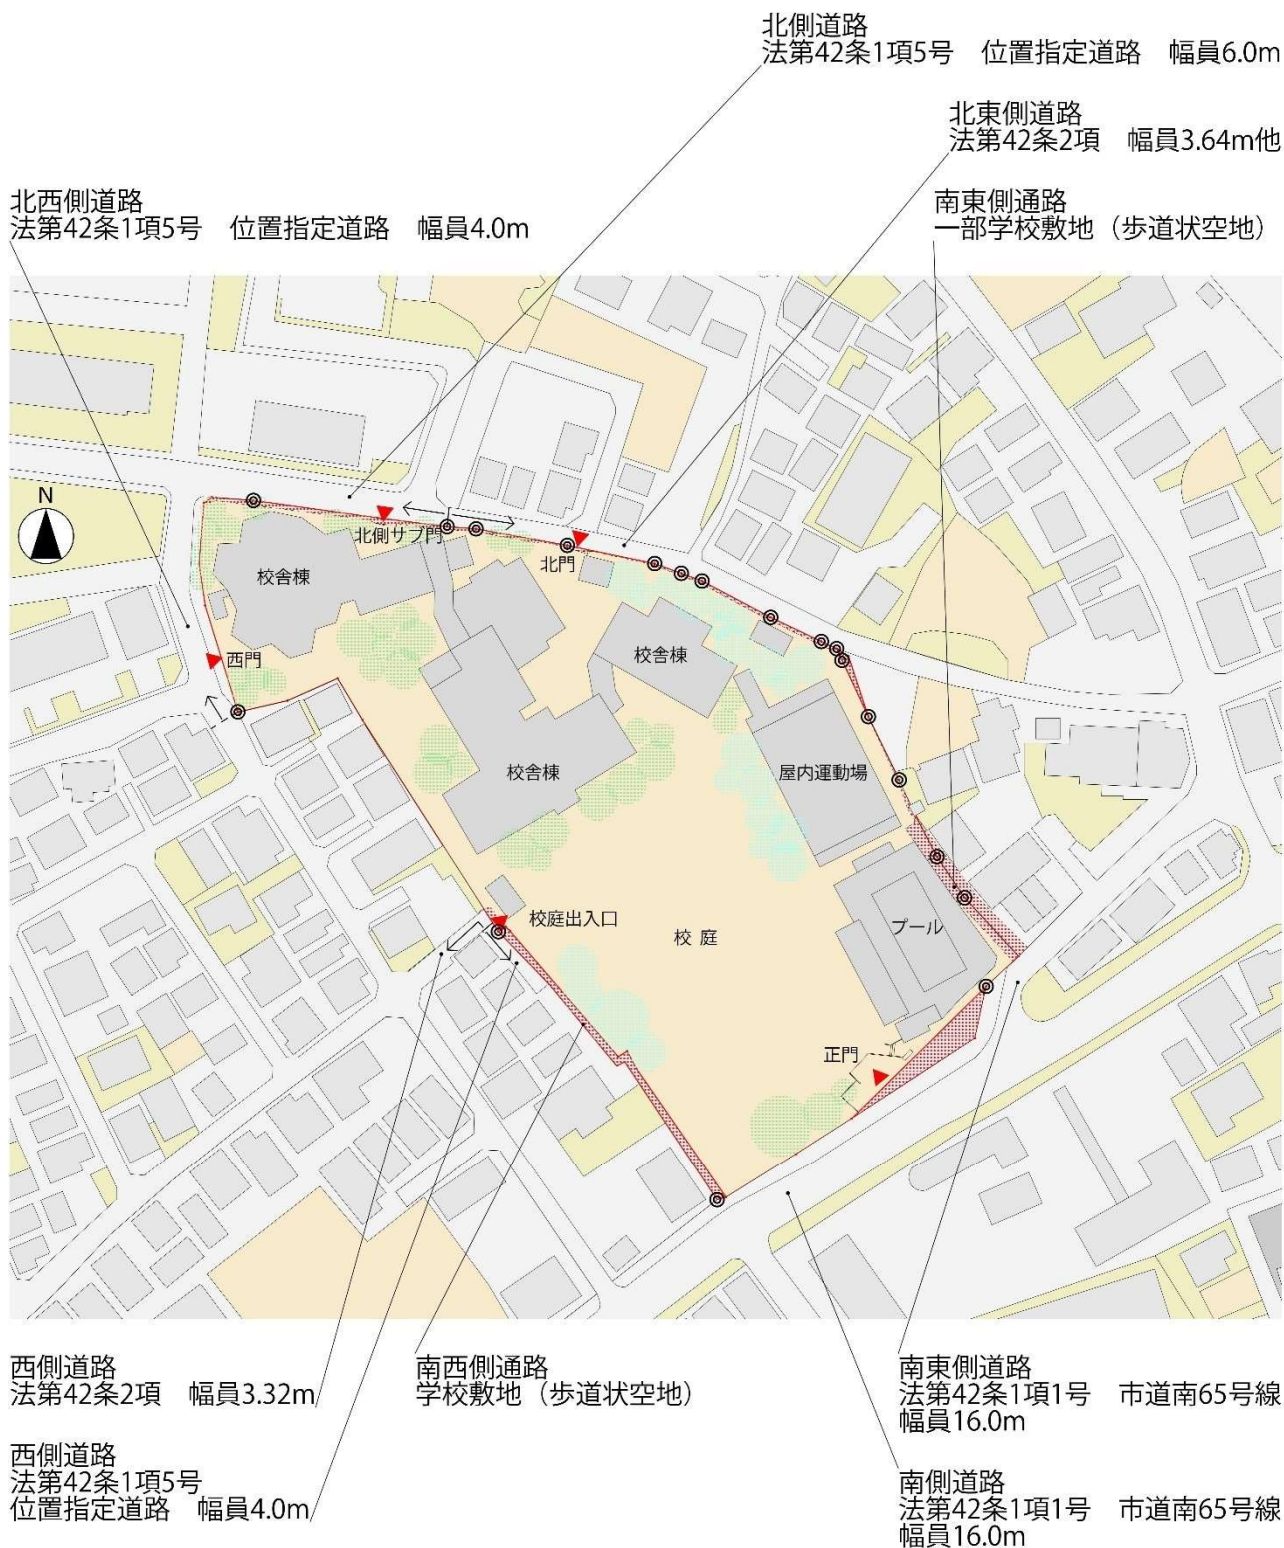 北側道路
法第42条1項5号　位置指定道路　幅員6.0m
北東側道路
法第42条2項　幅員3.64m他
北西側道路
法第42条1項5号　位置指定道路　幅員4.0m
南東側通路
一部学校敷地（歩道状空地）
N
北側サブ門
北門
校舎棟
西門
校舎棟
校舎棟
屋内運動場
校庭出入口
校 庭
プール
正門
西側道路
法第42条2項　幅員3.32m
西側道路
法第42条1項5号
位置指定道路　幅員4.0m
南西側通路
学校敷地（歩道状空地）
南東側道路
法第42条1項1号　市道南65号線
幅員16.0m
南側道路
法第42条1項1号　市道南65号線
幅員16.0m